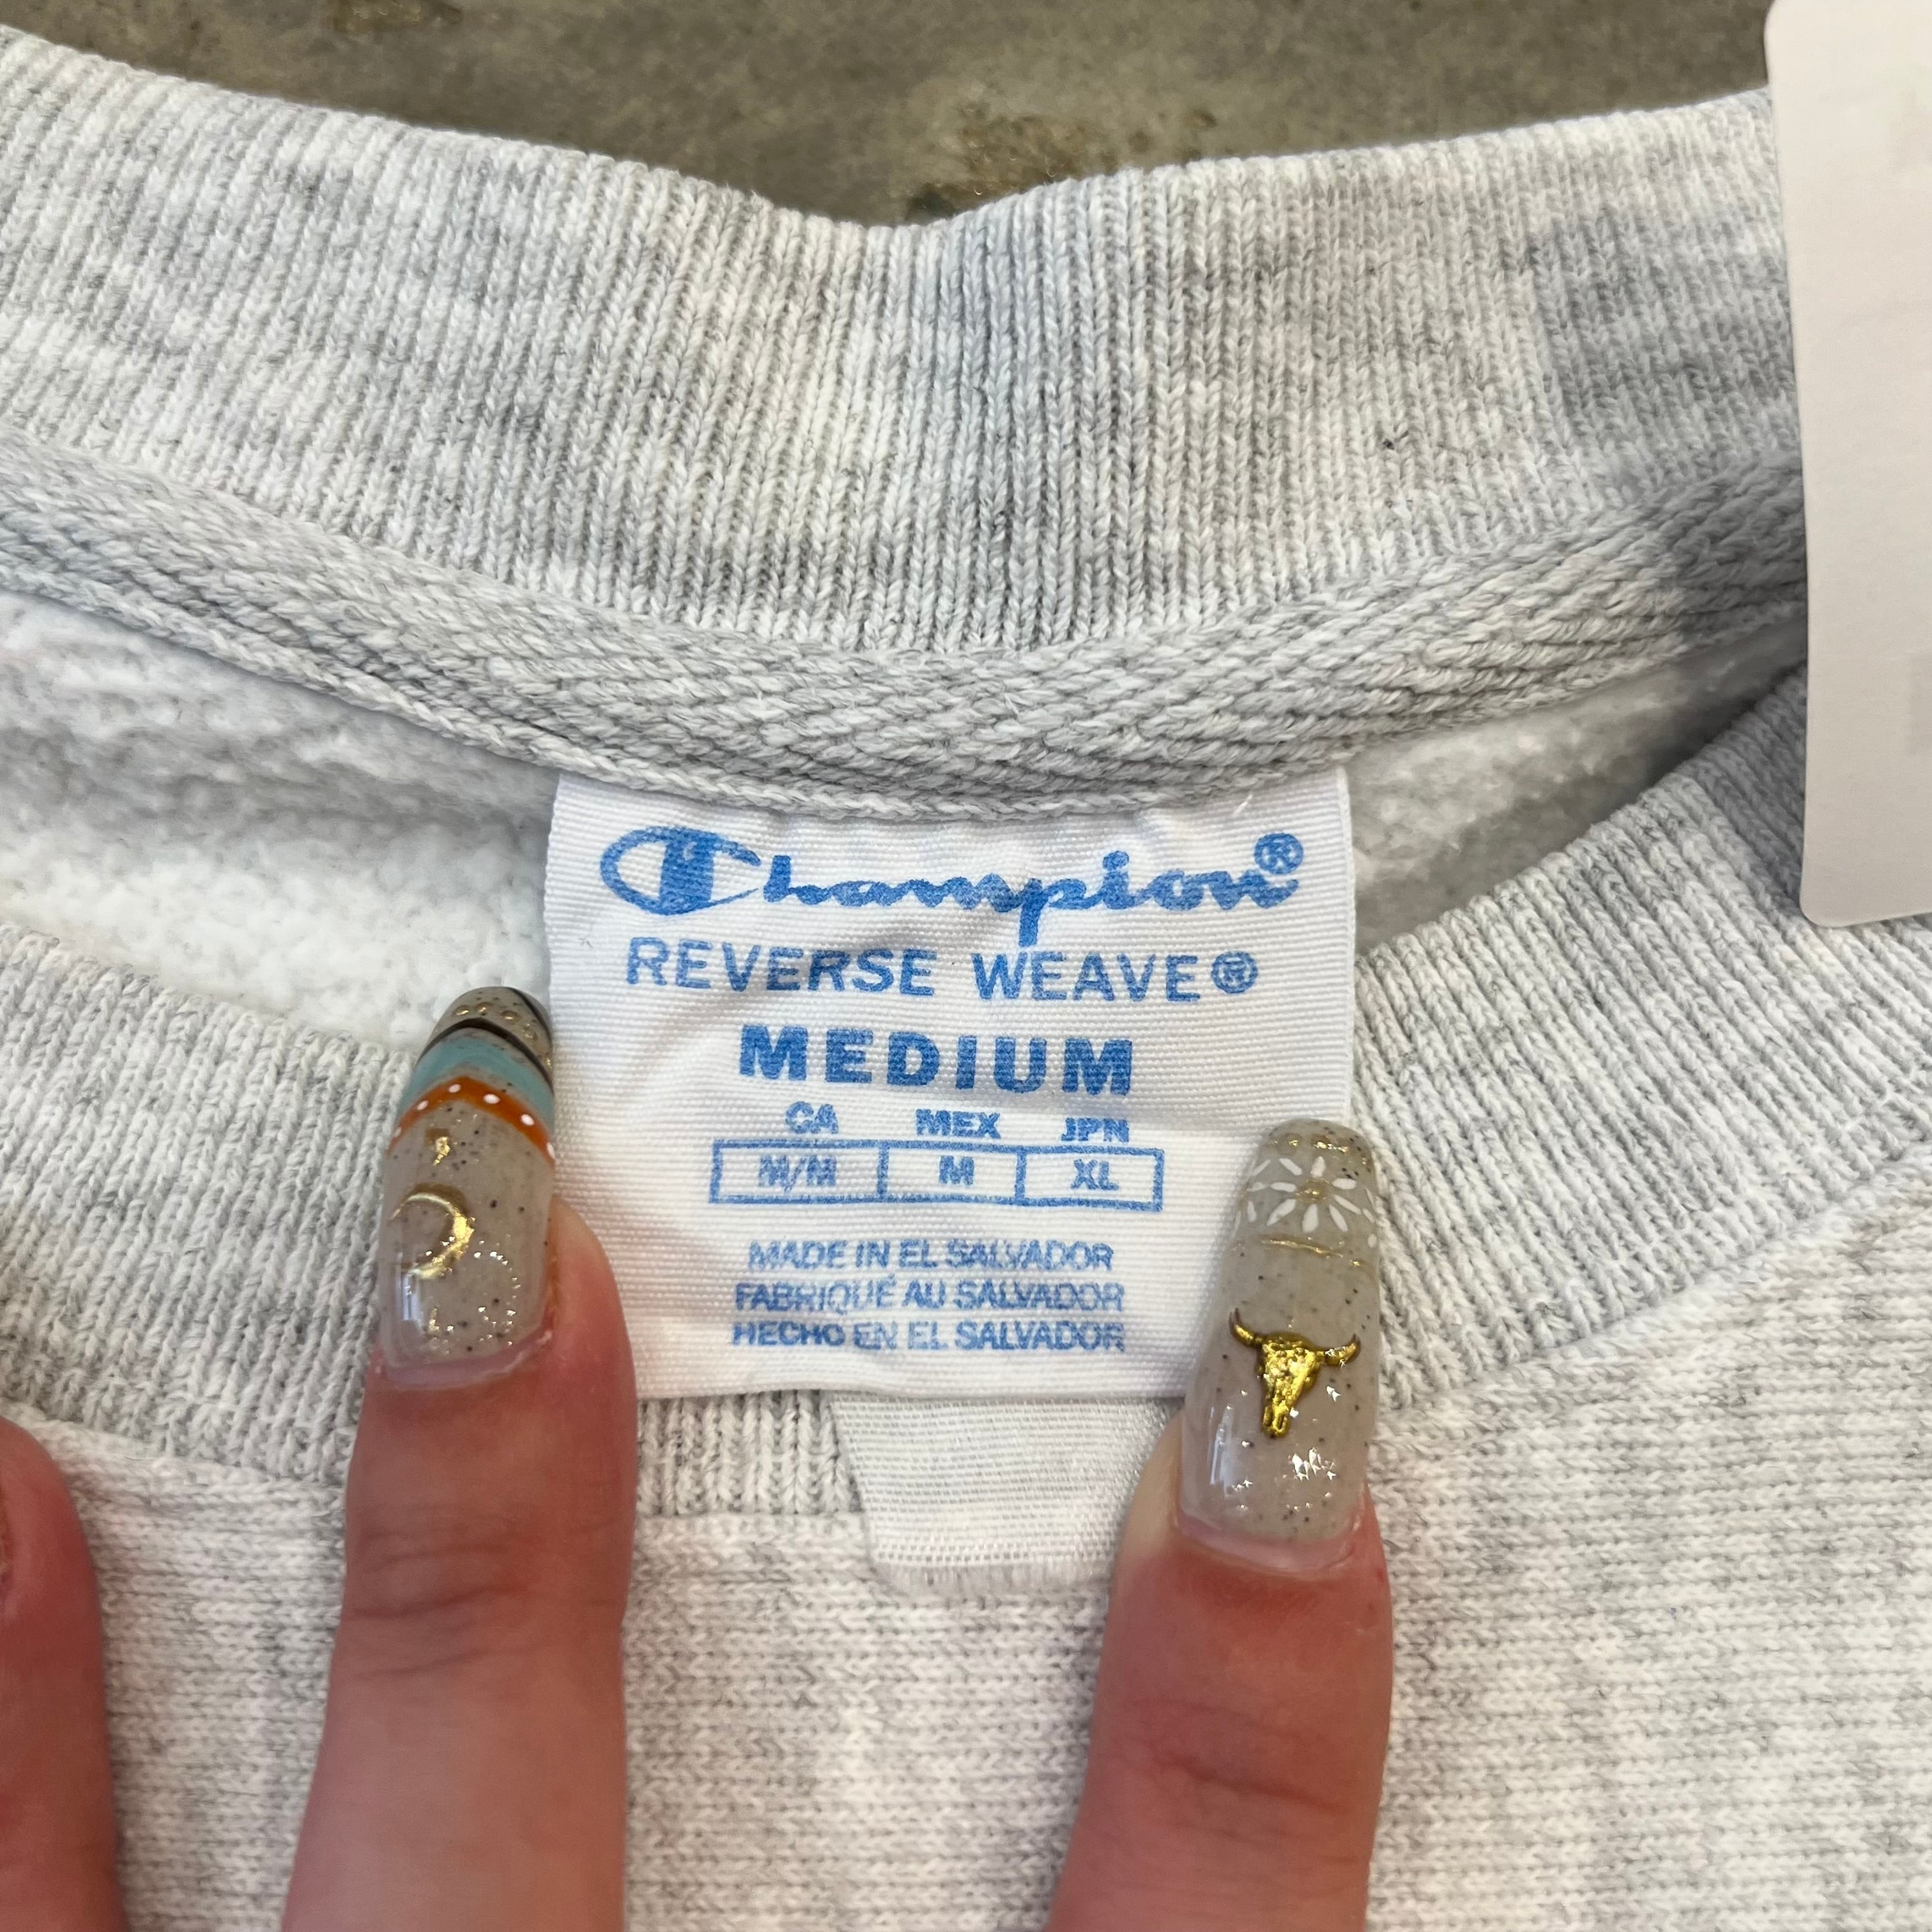 Champion®
REVERSE WEAVE®
MEDIUM
CA MEX JPN
M/M M XL
MADE IN EL SALVADOR
FABRIQUÉ AU SALVADOR
HECHO EN EL SALVADOR